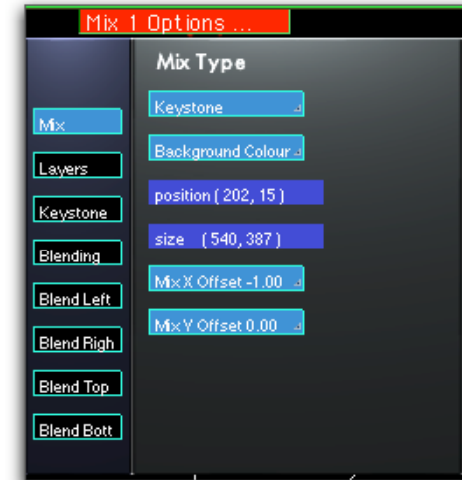 Mix 1 Options ...
Mix Type
Keystone
Mix
Background Colour
Layers
position ( 202, 15 )
Keystone
size ( 540, 387 )
Blending
Mix X Offset -1.00
Blend Left
Mix Y Offset 0.00
Blend Righ
Blend Top
Blend Bott